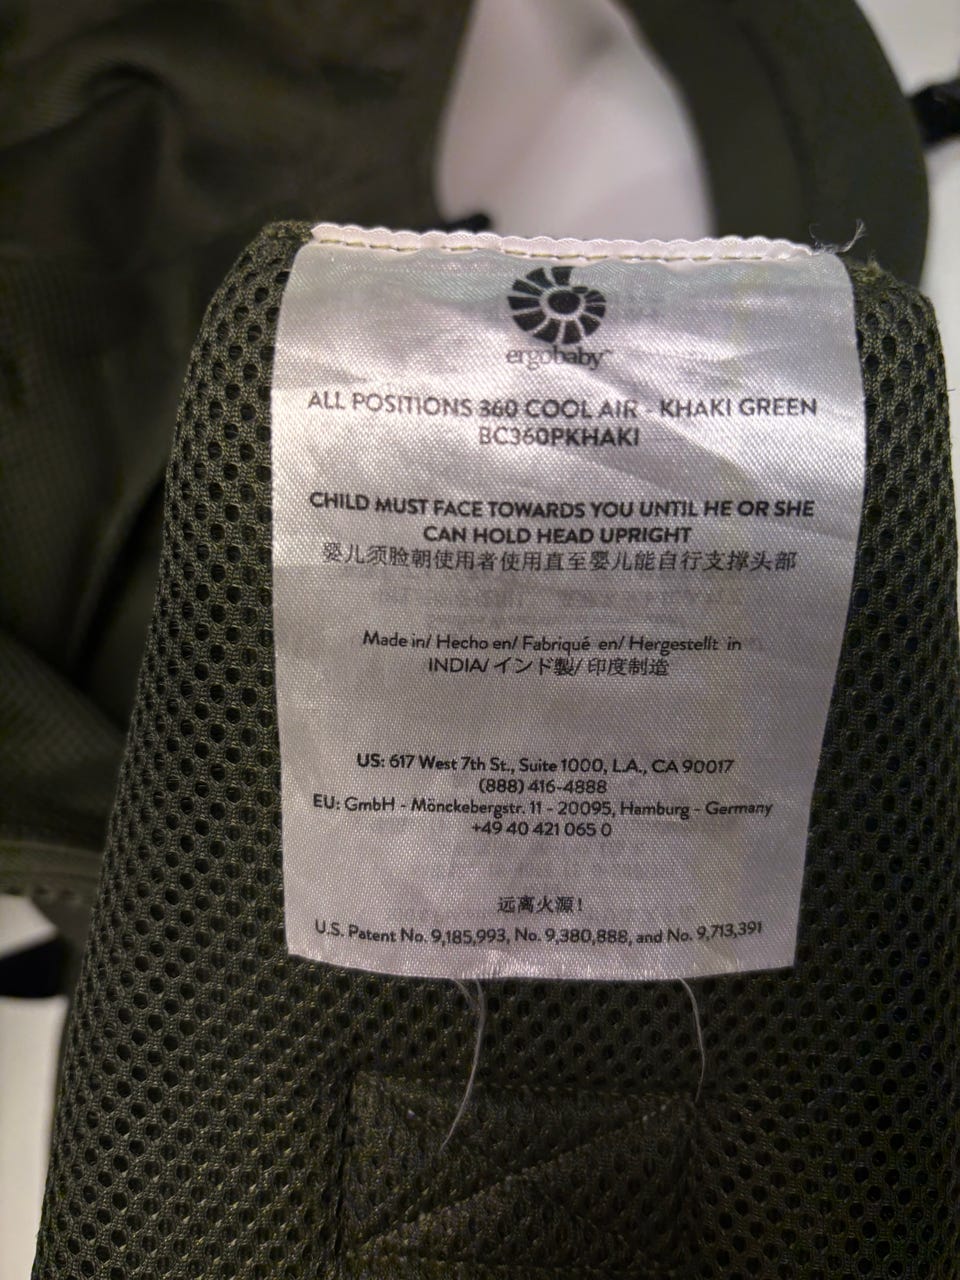 ergobaby™
ALL POSITIONS 360 COOL AIR - KHAKI GREEN
BC360PKHAKI
CHILD MUST FACE TOWARDS YOU UNTIL HE OR SHE
CAN HOLD HEAD UPRIGHT
婴儿须脸朝使用者使用直至婴儿能自行支撑头部
Made in/ Hecho en/ Fabriqué en/ Hergestellt in
INDIA/ インド製/ 印度制造
US: 617 West 7th St., Suite 1000, L.A., CA 90017
(888) 416-4888
EU: GmbH - Mönckebergstr. 11 - 20095, Hamburg - Germany
+49 40 421 065 0
远离火源!
U.S. Patent No. 9,185,993, No. 9,380,888, and No. 9,713,391